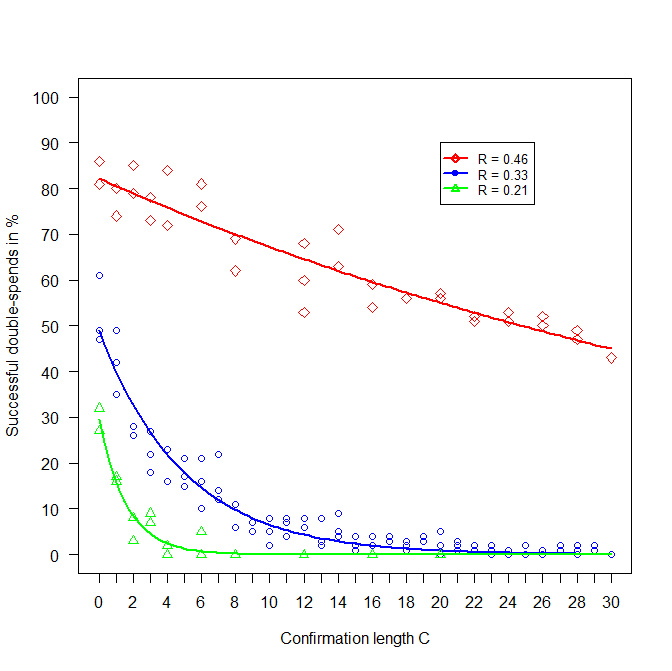 100
90
80
70
60
50
40
30
20
10
0
Successful double-spends in %
R = 0.46
R = 0.33
R = 0.21
0 2 4 6 8 10 12 14 16 18 20 22 24 26 28 30
Confirmation length C